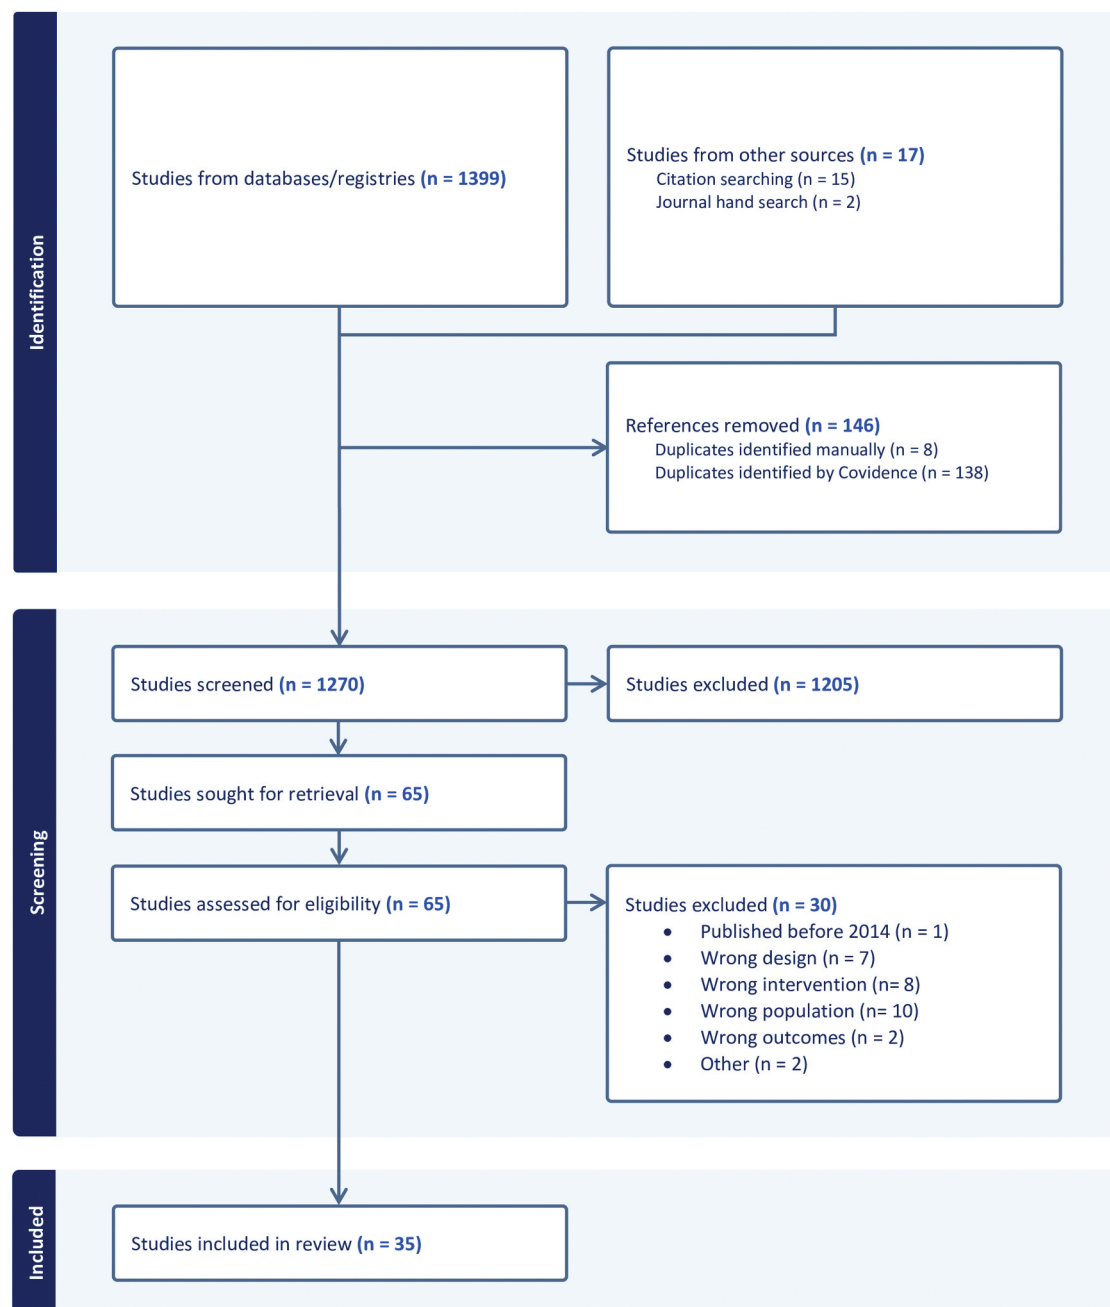 Identification
Studies from databases/registries (n = 1399)
Studies from other sources (n = 17)
Citation searching (n = 15)
Journal hand search (n = 2)
References removed (n = 146)
Duplicates identified manually (n = 8)
Duplicates identified by Covidence (n = 138)
Screening
Studies screened (n = 1270)
Studies excluded (n = 1205)
Studies sought for retrieval (n = 65)
Studies assessed for eligibility (n = 65)
Studies excluded (n = 30)
• Published before 2014 (n = 1)
• Wrong design (n = 7)
• Wrong intervention (n= 8)
• Wrong population (n= 10)
• Wrong outcomes (n = 2)
• Other (n = 2)
Included
Studies included in review (n = 35)